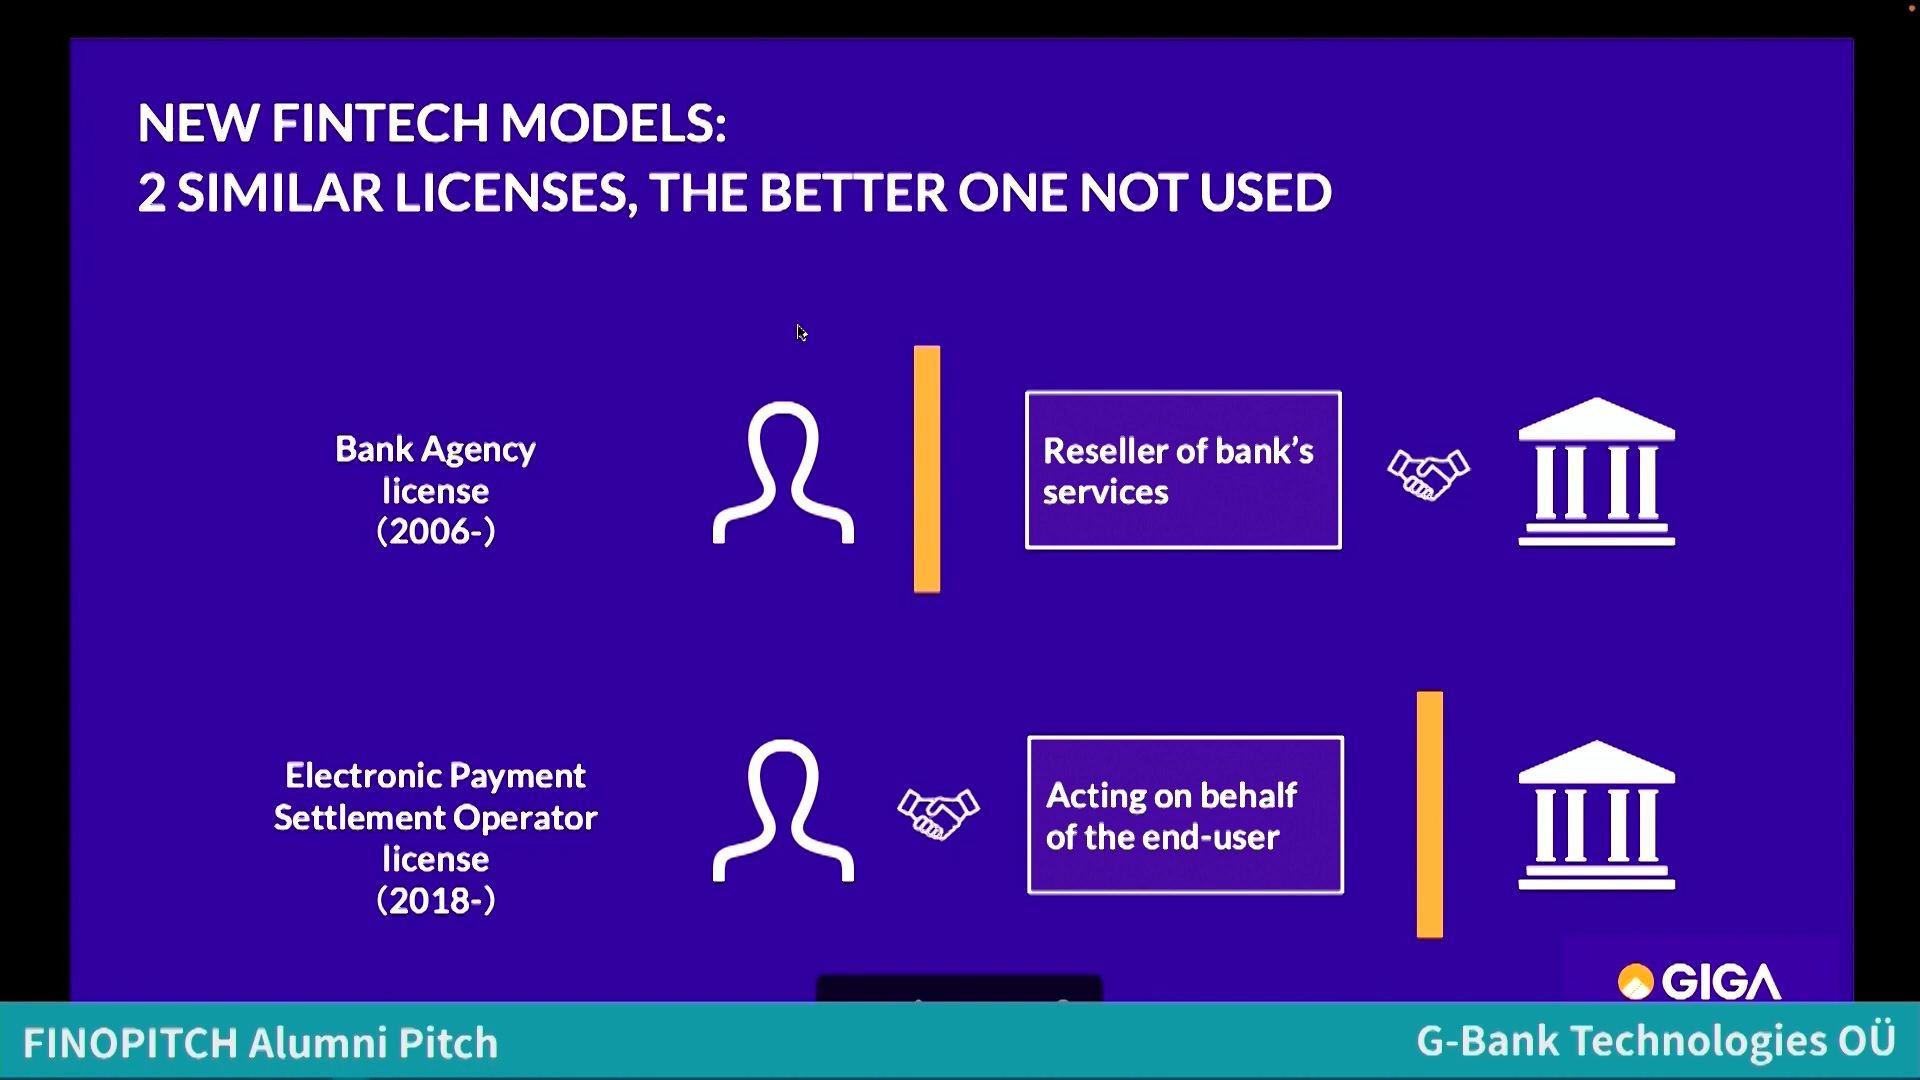 NEW FINTECH MODELS:
2 SIMILAR LICENSES, THE BETTER ONE NOT USED
Bank Agency
license
(2006-)
Reseller of bank's
services
Electronic Payment
Settlement Operator
license
(2018-)
Acting on behalf
of the end-user
GIGA
FINOPITCH Alumni Pitch
G-Bank Technologies OÜ